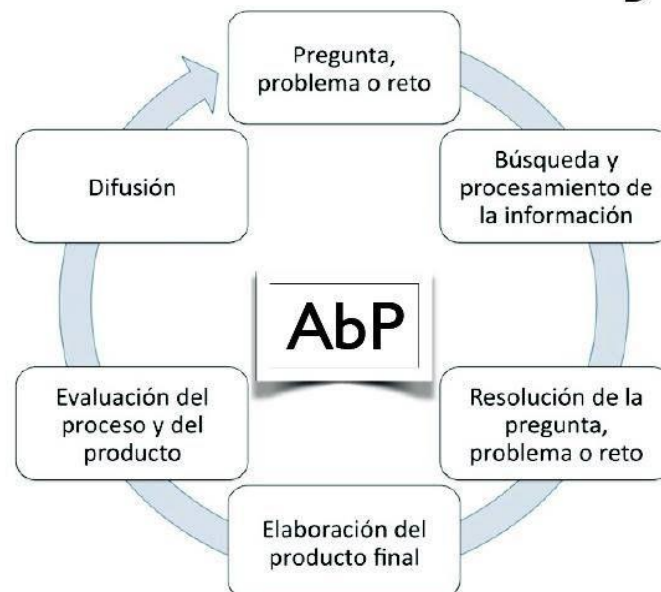 Pregunta,
problema o reto
Búsqueda y
procesamiento de
la información
Resolución de la
pregunta,
problema o reto
Elaboración del
producto final
Evaluación del
proceso y del
producto
Difusión
AbP